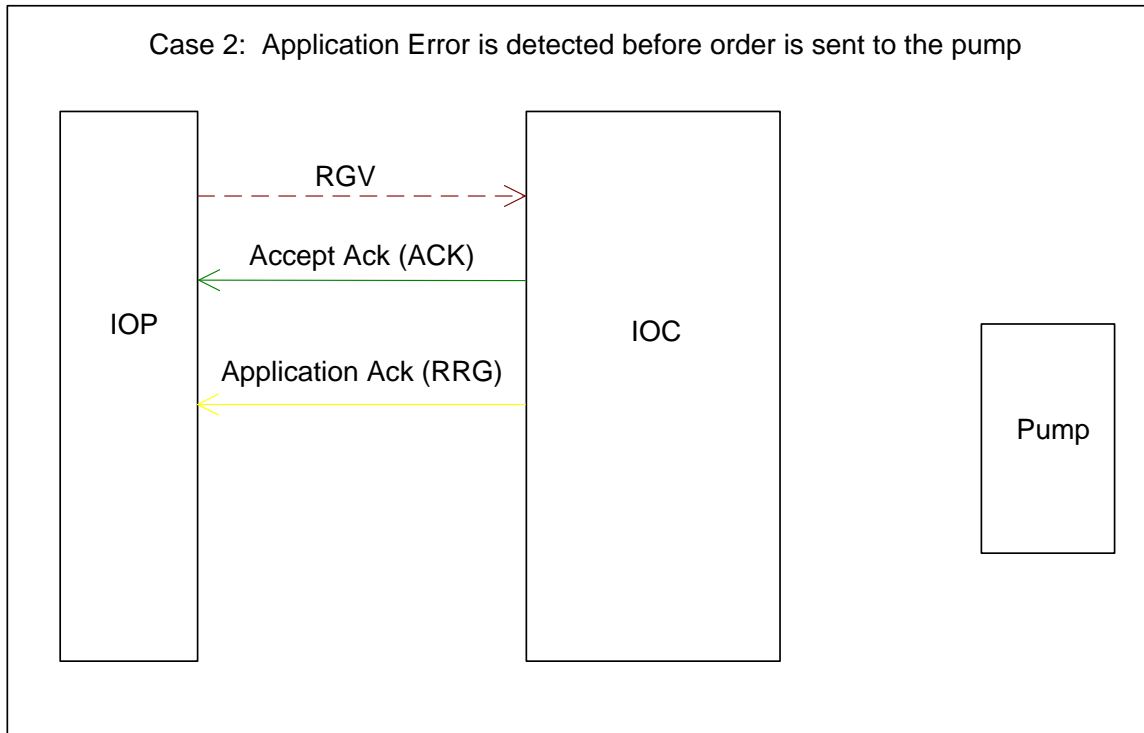 Case 2: Application Error is detected before order is sent to the pump
RGV
Accept Ack (ACK)
IOP
IOC
Application Ack (RRG)
Pump